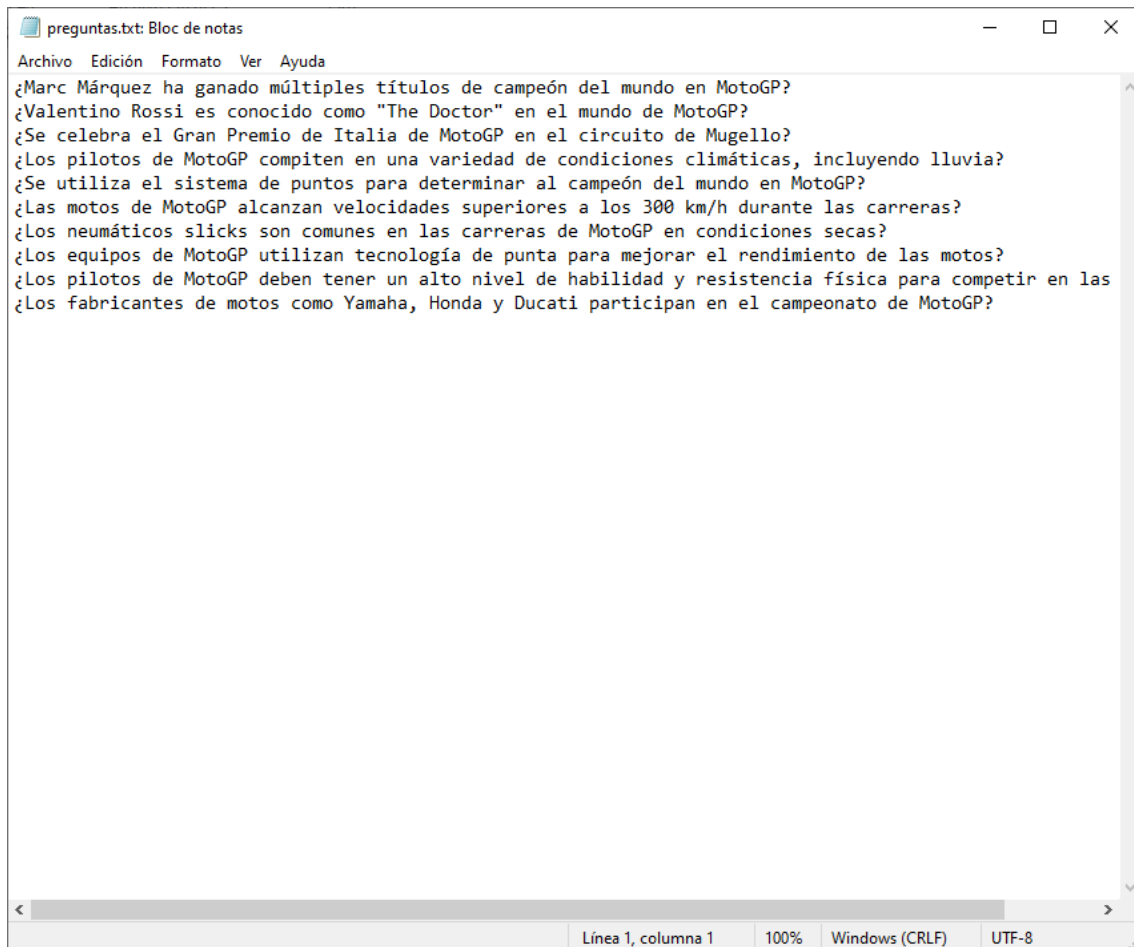 preguntas.txt: Bloc de notas
Archivo Edición Formato Ver Ayuda
¿Marc Márquez ha ganado múltiples títulos de campeón del mundo en MotoGP?
¿Valentino Rossi es conocido como "The Doctor" en el mundo de MotoGP?
¿Se celebra el Gran Premio de Italia de MotoGP en el circuito de Mugello?
¿Los pilotos de MotoGP compiten en una variedad de condiciones climáticas, incluyendo lluvia?
¿Se utiliza el sistema de puntos para determinar al campeón del mundo en MotoGP?
¿Las motos de MotoGP alcanzan velocidades superiores a los 300 km/h durante las carreras?
¿Los neumáticos slicks son comunes en las carreras de MotoGP en condiciones secas?
¿Los equipos de MotoGP utilizan tecnología de punta para mejorar el rendimiento de las motos?
¿Los pilotos de MotoGP deben tener un alto nivel de habilidad y resistencia física para competir en las
¿Los fabricantes de motos como Yamaha, Honda y Ducati participan en el campeonato de MotoGP?
Línea 1, columna 1 100% Windows (CRLF) UTF-8